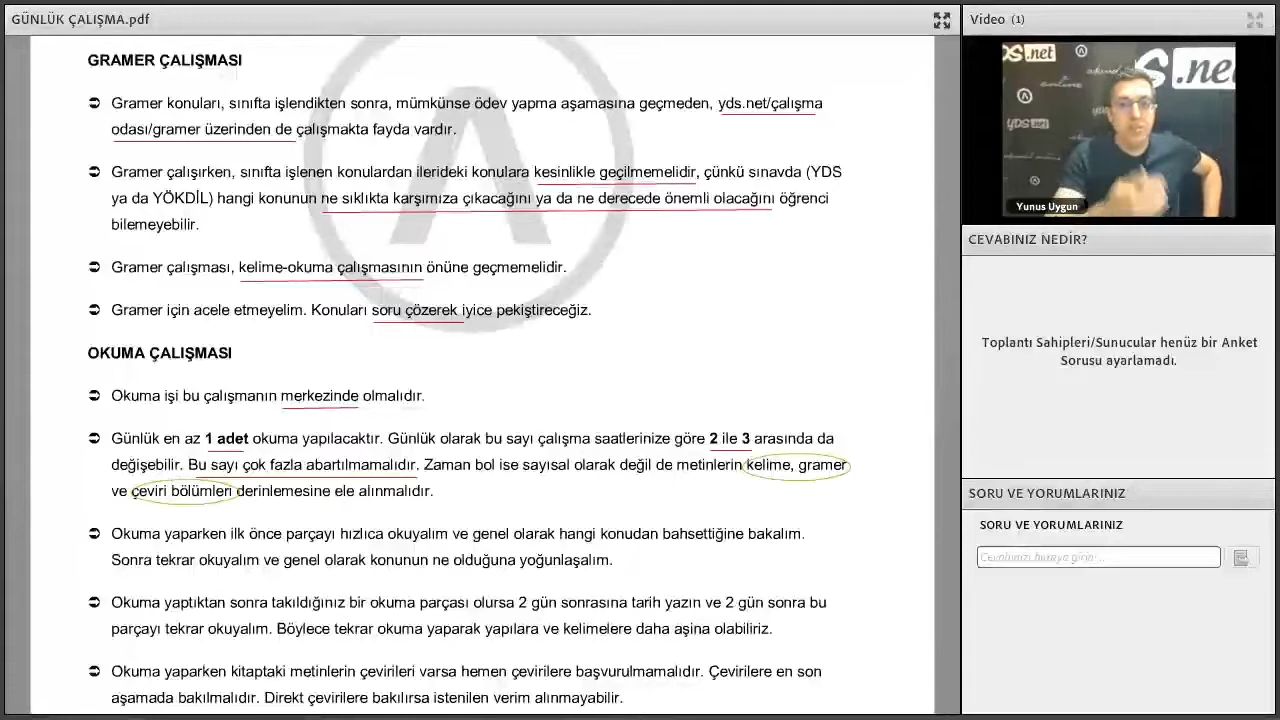 GÜNLÜK ÇALIŞMA.pdf
GRAMER ÇALIŞMASI
Gramer konuları, sınıfta işlendikten sonra, mümkünse ödev yapma aşamasına geçmeden, yds.net/çalışma
odası/gramer üzerinden de çalışmakta fayda vardır.
Gramer çalışırken, sınıfta işlenen konulardan ilerideki konulara kesinlikle geçilmemelidir, çünkü sınavda (YDS
ya da YÖKDİL) hangi konunun ne sıklıkta karşımıza çıkacağını ya da ne derecede önemli olacağını öğrenci
bilemeyebilir.
Gramer çalışması, kelime-okuma çalışmasının önüne geçmemelidir.
Gramer için acele etmeyelim. Konuları soru çözerek iyice pekiştireceğiz.
OKUMA ÇALIŞMASI
Okuma işi bu çalışmanın merkezinde olmalıdır.
Günlük en az 1 adet okuma yapılacaktır. Günlük olarak bu sayı çalışma saatlerinize göre 2 ile 3 arasında da
değişebilir. Bu sayı çok fazla abartılmamalıdır. Zaman bol ise sayısal olarak değil de metinlerin kelime, gramer
ve çeviri bölümleri derinlemesine ele alınmalıdır.
Okuma yaparken ilk önce parçayı hızlıca okuyalım ve genel olarak hangi konudan bahsettiğine bakalım.
Sonra tekrar okuyalım ve genel olarak konunun ne olduğuna yoğunlaşalım.
Okuma yaptıktan sonra takıldığınız bir okuma parçası olursa 2 gün sonrasına tarih yazın ve 2 gün sonra bu
parçayı tekrar okuyalım. Böylece tekrar okuma yaparak yapılara ve kelimelere daha aşina olabiliriz.
Okuma yaparken kitaptaki metinlerin çevirileri varsa hemen çevirilere başvurulmamalıdır. Çevirilere en son
aşamada bakılmalıdır. Direkt çevirilere bakılırsa istenilen verim alınmayabilir.
Video (1)
DS.net
S.net
YDS.net
Yunus Uygun
CEVABINIZ NEDİR?
Toplantı Sahipleri/Sunucular henüz bir Anket
Sorusu ayarlamadı.
SORU VE YORUMLARINIZ
SORU VE YORUMLARINIZ
Cevabınızı buraya girin...